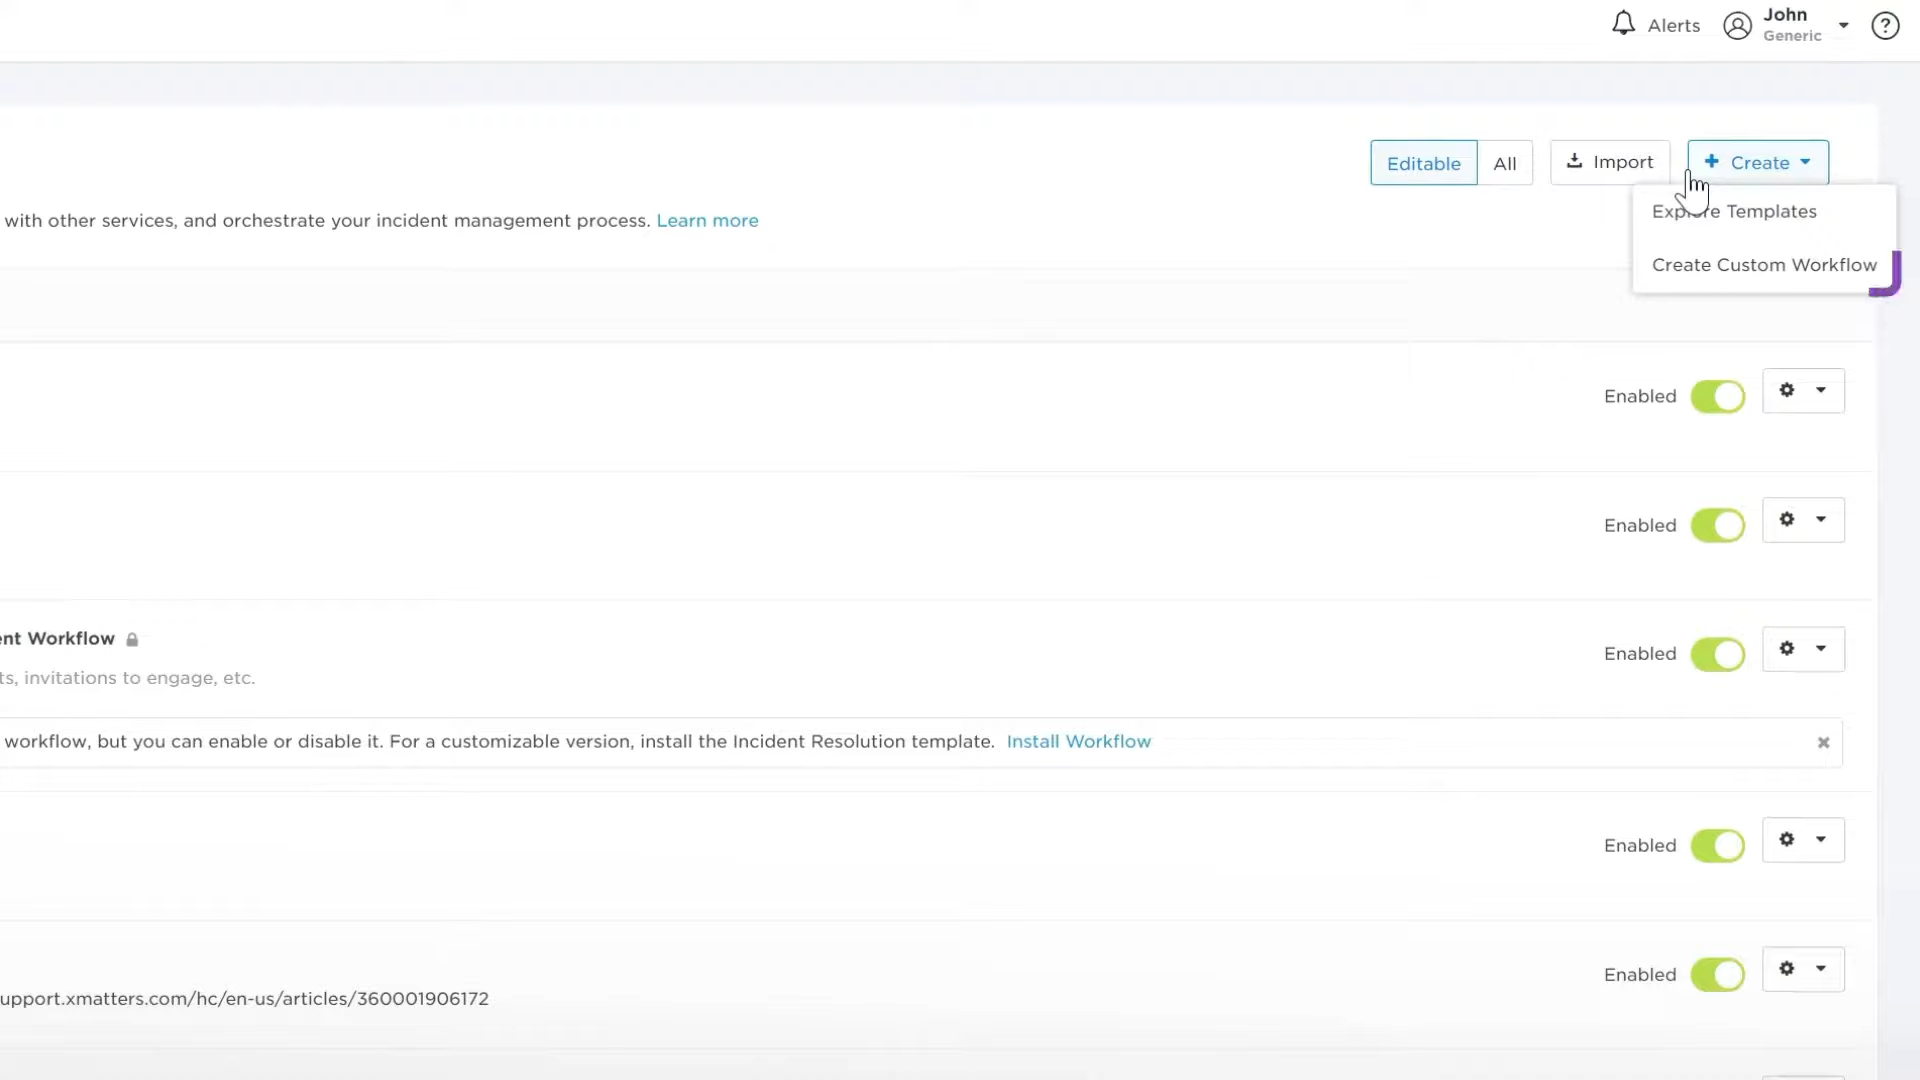 Alerts
John
Generic
Editable
All
Import
Create
Explore Templates
with other services, and orchestrate your incident management process. Learn more
Create Custom Workflow
Enabled
Enabled
ent Workflow
Enabled
ts, invitations to engage, etc.
workflow, but you can enable or disable it. For a customizable version, install the Incident Resolution template. Install Workflow
Enabled
Enabled
upport.xmatters.com/hc/en-us/articles/360001906172